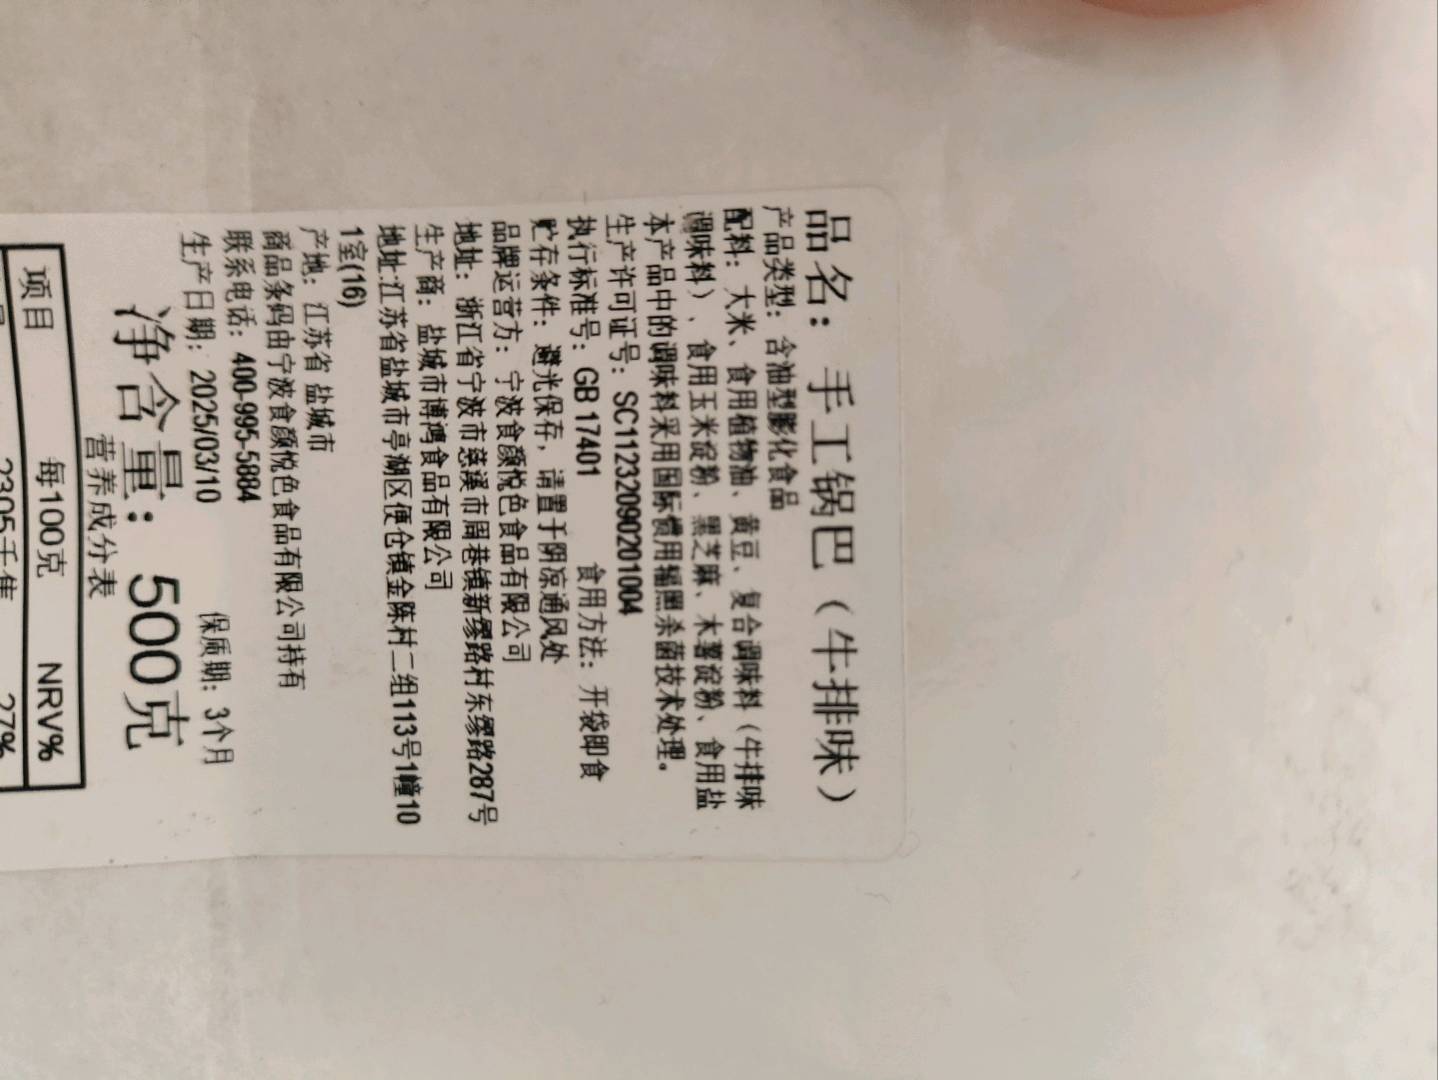 品名：手工锅巴（牛排味）
产品类型：含油型膨化食品
配料：大米、食用植物油、黄豆、复合调味料（牛排味
调味料）、食用玉米淀粉、黑芝麻、木薯淀粉、食用盐
本产品中的调味料采用国际惯用辐照杀菌技术处理。
生产许可证号：SC11232090201004
执行标准号：GB 17401 食用方法：开袋即食
贮存条件：避光保存，请置于阴凉通风处
品牌运营方：宁波食颜悦色食品有限公司
地址：浙江省宁波市慈溪市周巷镇新缪路村东缪路287号
生产商：盐城市博鸿食品有限公司
地址:江苏省盐城市亭湖区便仓镇金陈村二组113号1幢10
1室(16)
产地：江苏省 盐城市
商品条码由宁波食颜悦色食品有限公司持有
联系电话：400-995-5884
生产日期：2025/03/10 保质期：3个月
净含量：500克
营养成分表
项目 每100克 NRV%
2305千焦 27%